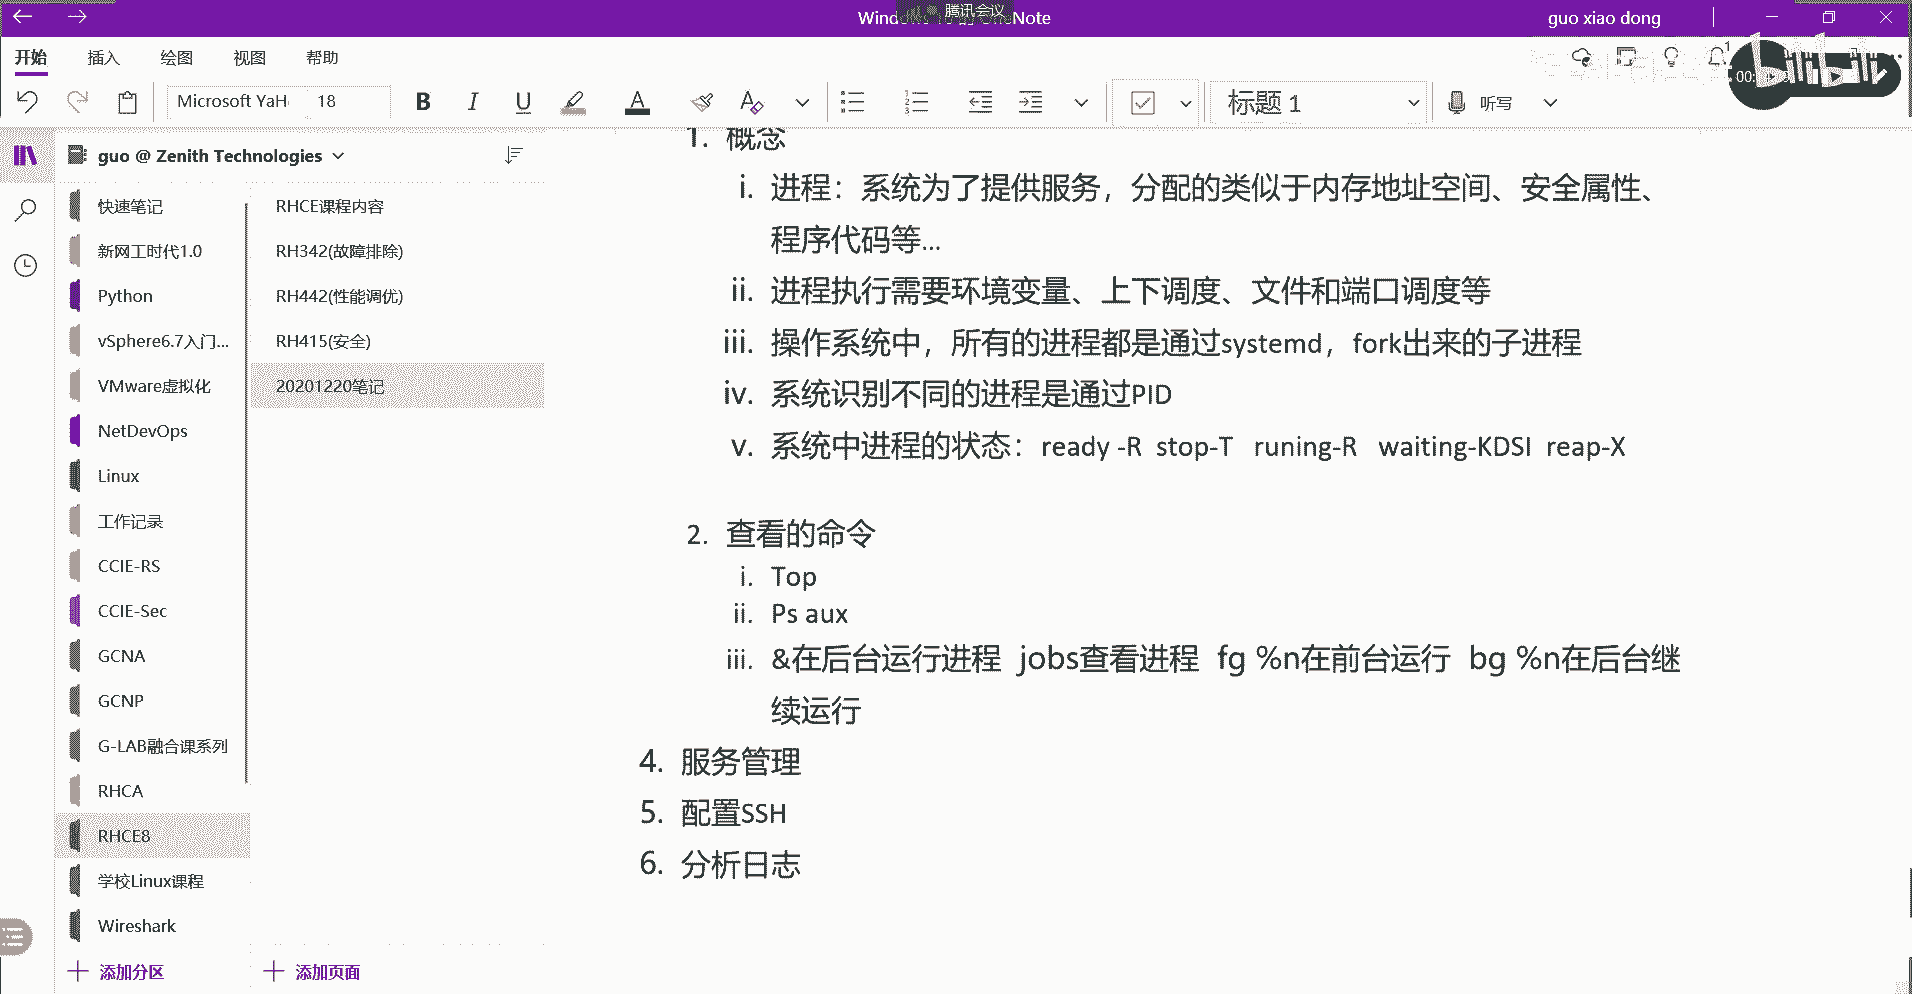 腾讯会议
OneNote
guo xiao dong
开始 插入 绘图 视图 帮助
bilibili
Microsoft YaH 18 B I U A 标题 1 听写
guo @ Zenith Technologies
快速笔记
新网工时代1.0
Python
vSphere6.7入门...
VMware虚拟化
NetDevOps
Linux
工作记录
CCIE-RS
CCIE-Sec
GCNA
GCNP
G-LAB融合课系列
RHCA
RHCE8
学校Linux课程
Wireshark
添加分区
RHCE课程内容
RH342(故障排除)
RH442(性能调优)
RH415(安全)
20201220笔记
添加页面
1. 概念
i. 进程：系统为了提供服务，分配的类似于内存地址空间、安全属性、
程序代码等...
ii. 进程执行需要环境变量、上下调度、文件和端口调度等
iii. 操作系统中，所有的进程都是通过systemd，fork出来的子进程
iv. 系统识别不同的进程是通过PID
v. 系统中进程的状态：ready -R stop-T runing-R waiting-KDSI reap-X
2. 查看的命令
i. Top
ii. Ps aux
iii. &在后台运行进程 jobs查看进程 fg %n在前台运行 bg %n在后台继
续运行
4. 服务管理
5. 配置SSH
6. 分析日志